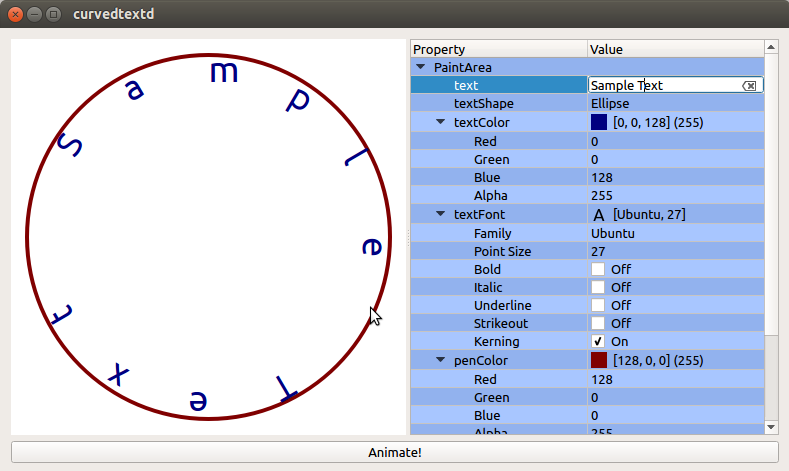 curvedtextd
Sample Text
Property Value
PaintArea
text Sample Text
textShape Ellipse
textColor [0, 0, 128] (255)
Red 0
Green 0
Blue 128
Alpha 255
textFont A [Ubuntu, 27]
Family Ubuntu
Point Size 27
Bold Off
Italic Off
Underline Off
Strikeout Off
Kerning On
penColor [128, 0, 0] (255)
Red 128
Green 0
Blue 0
Alpha 255
Animate!